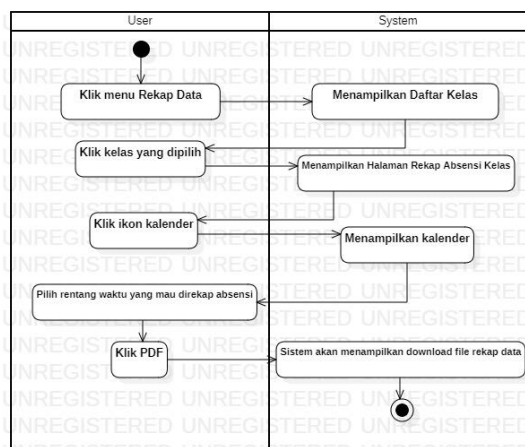 User
System
Klik menu Rekap Data
Menampilkan Daftar Kelas
Klik kelas yang dipilih
Menampilkan Halaman Rekap Absensi Kelas
Klik ikon kalender
Menampilkan kalender
Pilih rentang waktu yang mau direkap absensi
Klik PDF
Sistem akan menampilkan download file rekap data
UNREGISTERED